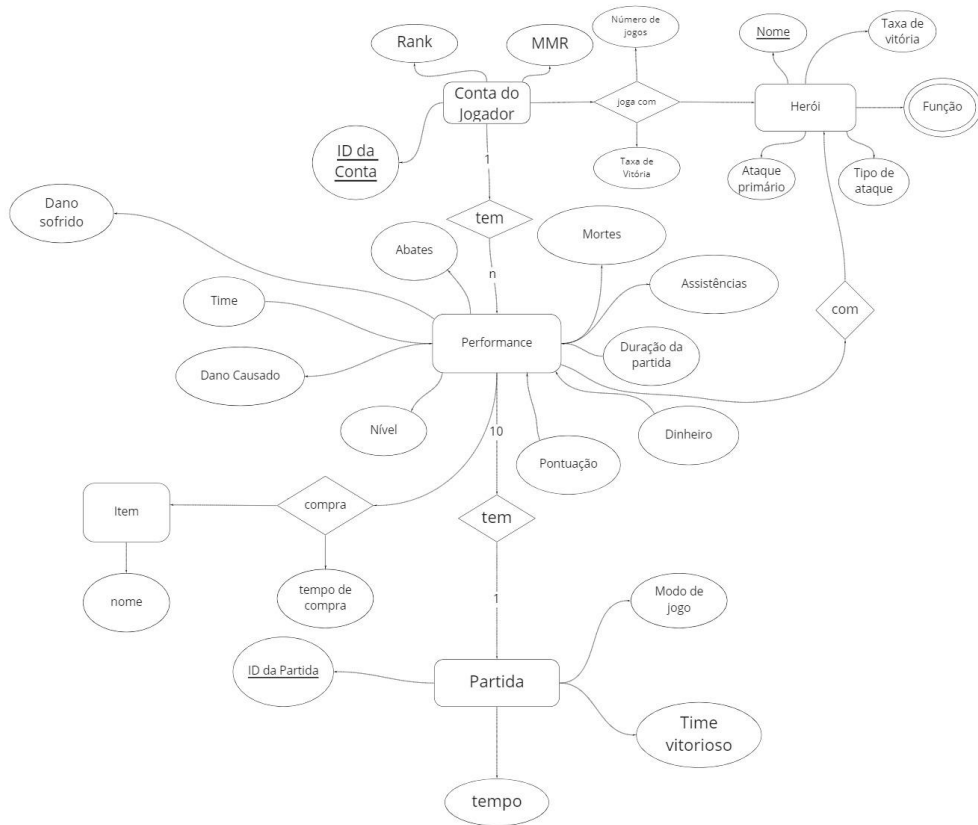 Rank
MMR
Número de
jogos
Nome
Taxa de
vitória
Conta do
Jogador
joga com
Herói
Função
ID da
Conta
1
Taxa de
Vitória
Ataque
primário
Tipo de
ataque
Dano
sofrido
tem
Abates
Mortes
n
Assistências
Time
com
Performance
Duração da
partida
Dano Causado
Nível
10
Dinheiro
Pontuação
Item
compra
tem
nome
tempo de
compra
1
Modo de
jogo
ID da Partida
Partida
Time
vitorioso
tempo